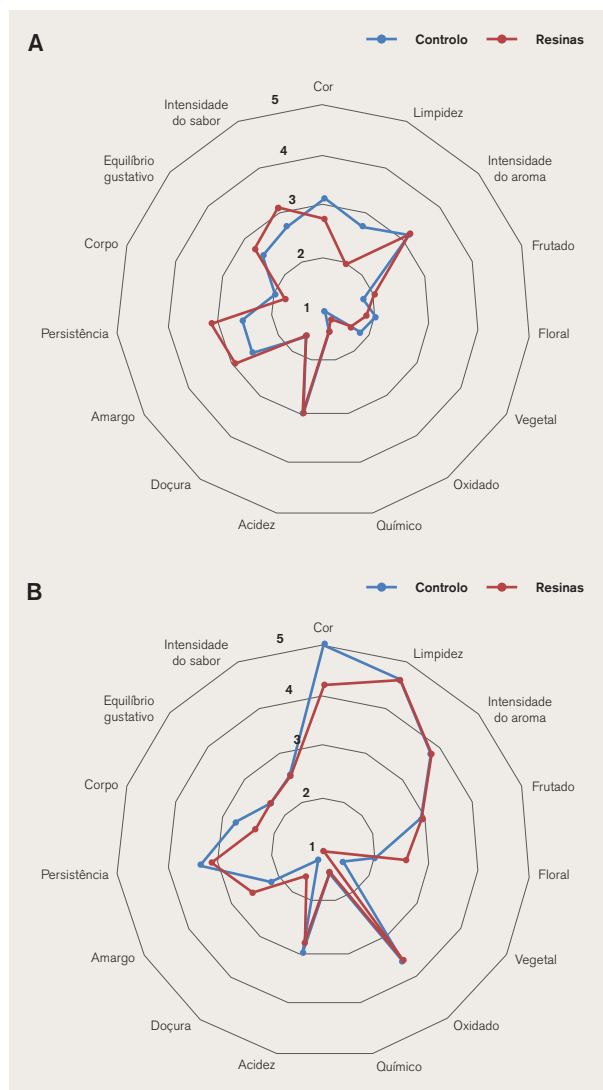 A
Controlo
Resinas
Cor
Limpidez
Intensidade
do aroma
Frutado
Floral
Vegetal
Oxidado
Químico
Acidez
Doçura
Amargo
Persistência
Corpo
Equilíbrio
gustativo
Intensidade
do sabor
5
4
3
2
1
B
Controlo
Resinas
Cor
Limpidez
Intensidade
do aroma
Frutado
Floral
Vegetal
Oxidado
Químico
Acidez
Doçura
Amargo
Persistência
Corpo
Equilíbrio
gustativo
Intensidade
do sabor
5
4
3
2
1